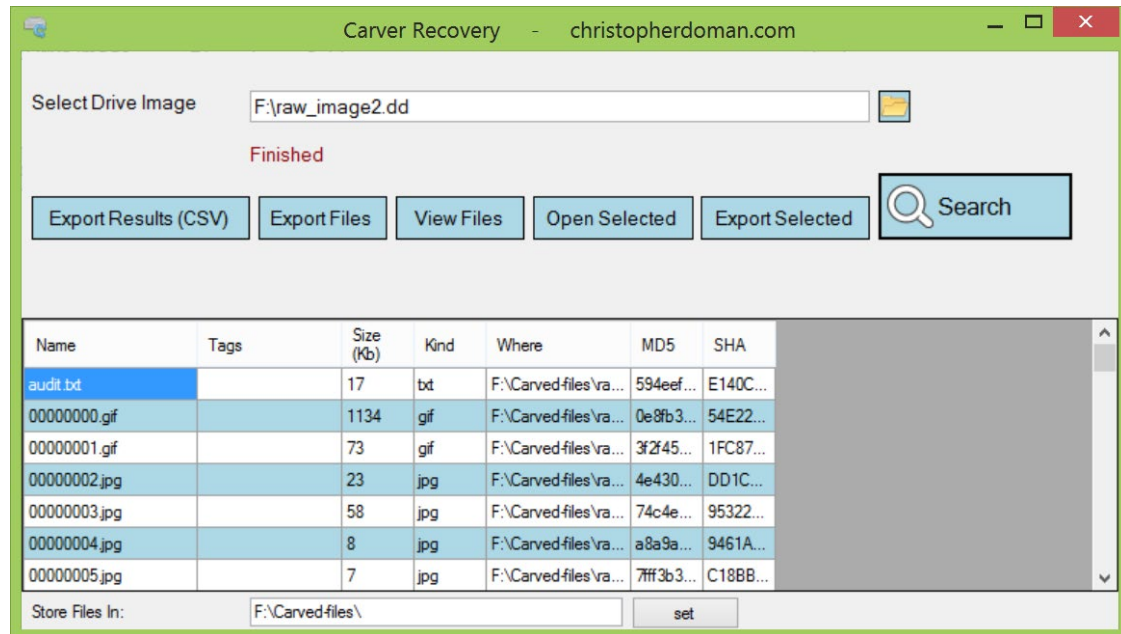 Carver Recovery - christopherdoman.com
Select Drive Image F:\raw_image2.dd
Finished
Export Results (CSV) Export Files View Files Open Selected Export Selected Search
Name Tags Size (Kb) Kind Where MD5 SHA
audit.txt 17 txt F:\Carved-files\ra... 594eef... E140C...
00000000.gif 1134 gif F:\Carved-files\ra... 0e8fb3... 54E22...
00000001.gif 73 gif F:\Carved-files\ra... 3f2f45... 1FC87...
00000002.jpg 23 jpg F:\Carved-files\ra... 4e430... DD1C...
00000003.jpg 58 jpg F:\Carved-files\ra... 74c4e... 95322...
00000004.jpg 8 jpg F:\Carved-files\ra... a8a9a... 9461A...
00000005.jpg 7 jpg F:\Carved-files\ra... 7fff3b3... C18BB...
Store Files In: F:\Carved-files\ set